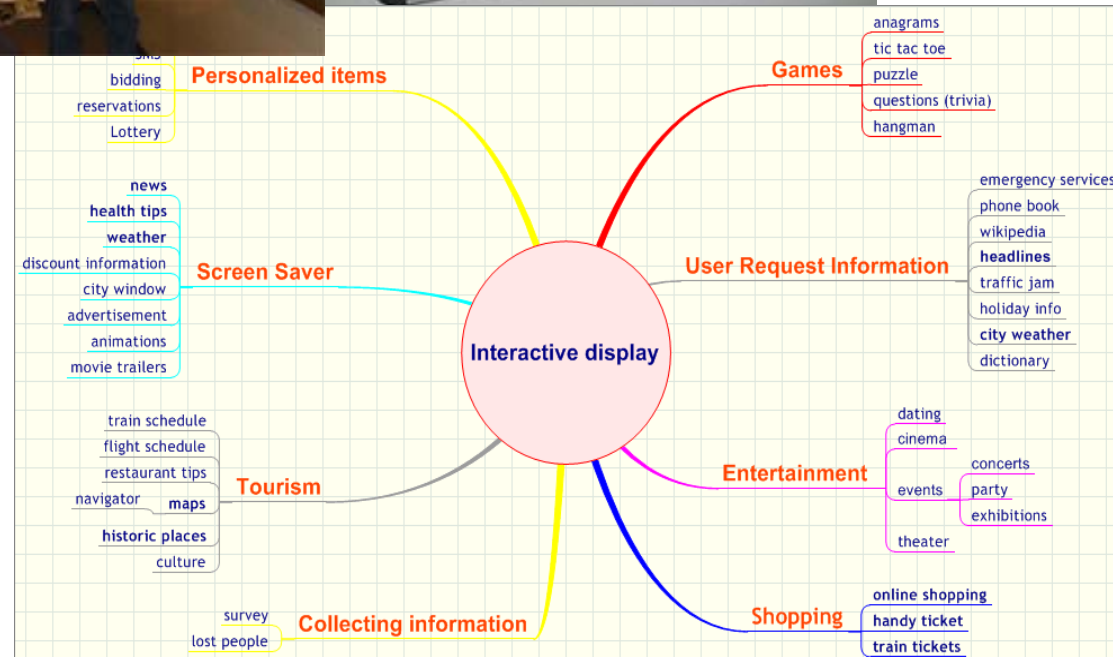 Interactive display
Personalized items
bidding
reservations
Lottery
Screen Saver
news
health tips
weather
discount information
city window
advertisement
animations
movie trailers
Tourism
train schedule
flight schedule
restaurant tips
navigator
maps
historic places
culture
Collecting information
survey
lost people
Games
anagrams
tic tac toe
puzzle
questions (trivia)
hangman
User Request Information
emergency services
phone book
wikipedia
headlines
traffic jam
holiday info
city weather
dictionary
Entertainment
dating
cinema
events
concerts
party
exhibitions
theater
Shopping
online shopping
handy ticket
train tickets